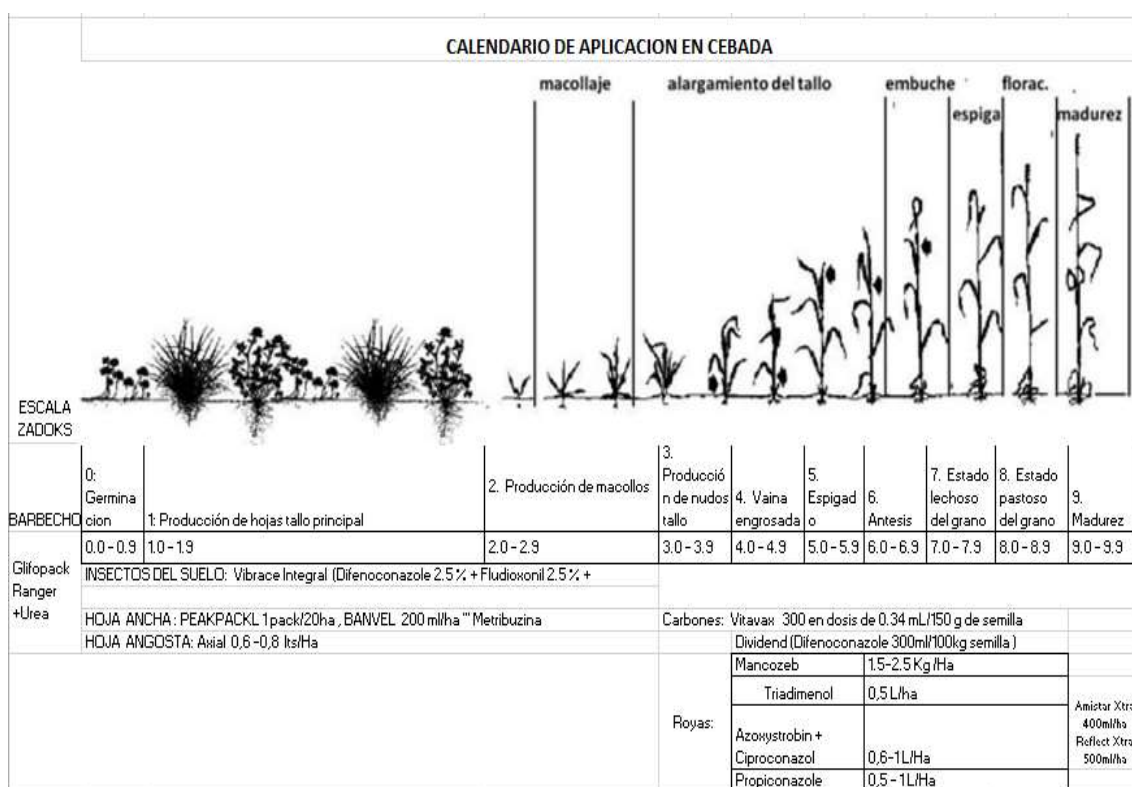 CALENDARIO DE APLICACION EN CEBADA
macollaje alargamiento del tallo embuche florac.
espiga madurez
ESCALA
ZADOKS
BARBECHO
0:
Germina
cion
1: Producción de hojas tallo principal
2. Producción de macollos
3.
Producció
n de nudos
tallo
4. Vaina
engrosada
5.
Espigad
o
6.
Antesis
7. Estado
lechoso
del grano
8. Estado
pastoso
del grano
9.
Madurez
0.0-0.9 1.0-1.9 2.0-2.9 3.0-3.9 4.0-4.9 5.0-5.9 6.0-6.9 7.0-7.9 8.0-8.9 9.0-9.9
Glifopack
Ranger
+Urea
INSECTOS DEL SUELO: Vibrace Integral (Difenoconazole 2.5% + Fludioxonil 2.5% +
HOJA ANCHA: PEAKPACKL 1pack/20ha, BANVEL 200 ml/ha "" Metribuzina
HOJA ANGOSTA: Axial 0,6-0,8 lts/Ha
Carbones: Vitavax 300 en dosis de 0.34 mL/150 g de semilla
Dividend (Difenoconazole 300ml/100kg semilla)
Royas:
Mancozeb 1.5-2.5 Kg/Ha
Triadimenol 0,5 L/ha
Azoxystrobin +
Ciproconazol 0,6-1L/Ha
Propiconazole 0,5-1L/Ha
Amistar Xtra
400ml/ha
Reflect Xtra
500ml/ha